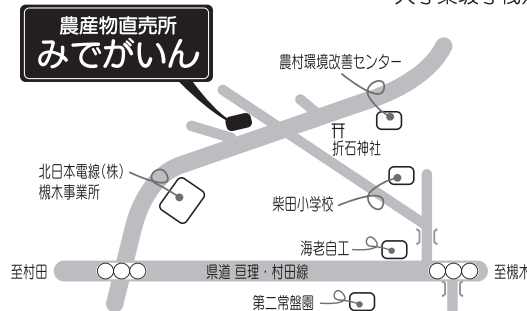 農産物直売所
みでがいん
農村環境改善センター
折石神社
北日本電線(株)
槻木事業所
柴田小学校
海老自工
至村田
県道 亘理・村田線
至槻木
第二常盤園